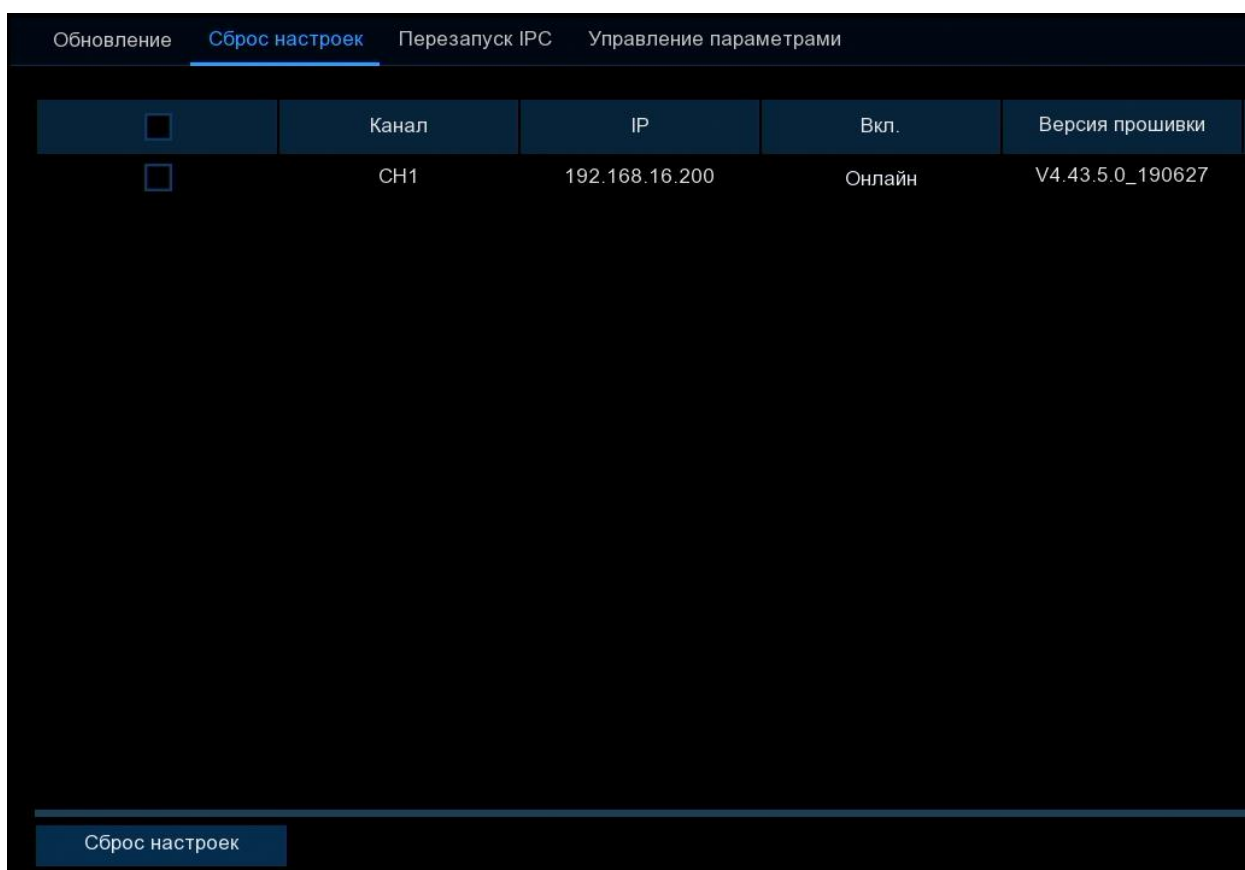 Обновление Сброс настроек Перезапуск IPC Управление параметрами
Канал IP Вкл. Версия прошивки
CH1 192.168.16.200 Онлайн V4.43.5.0_190627
Сброс настроек